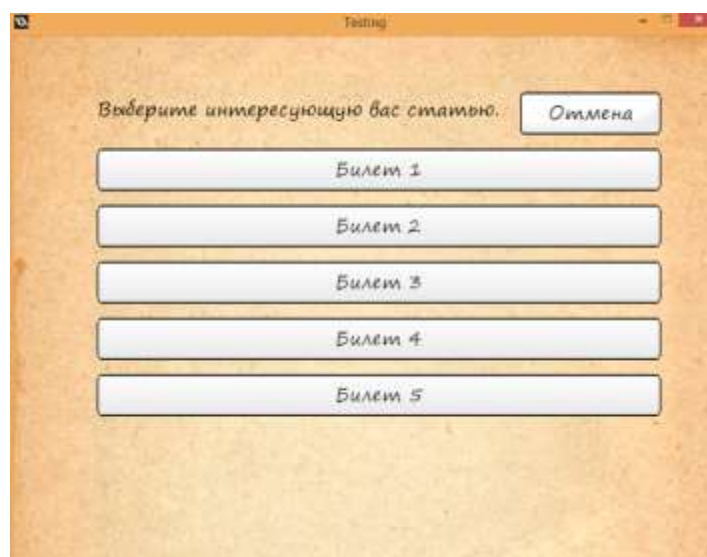 Testing
Выберите интересующую вас статью.
Отмена
Билет 1
Билет 2
Билет 3
Билет 4
Билет 5